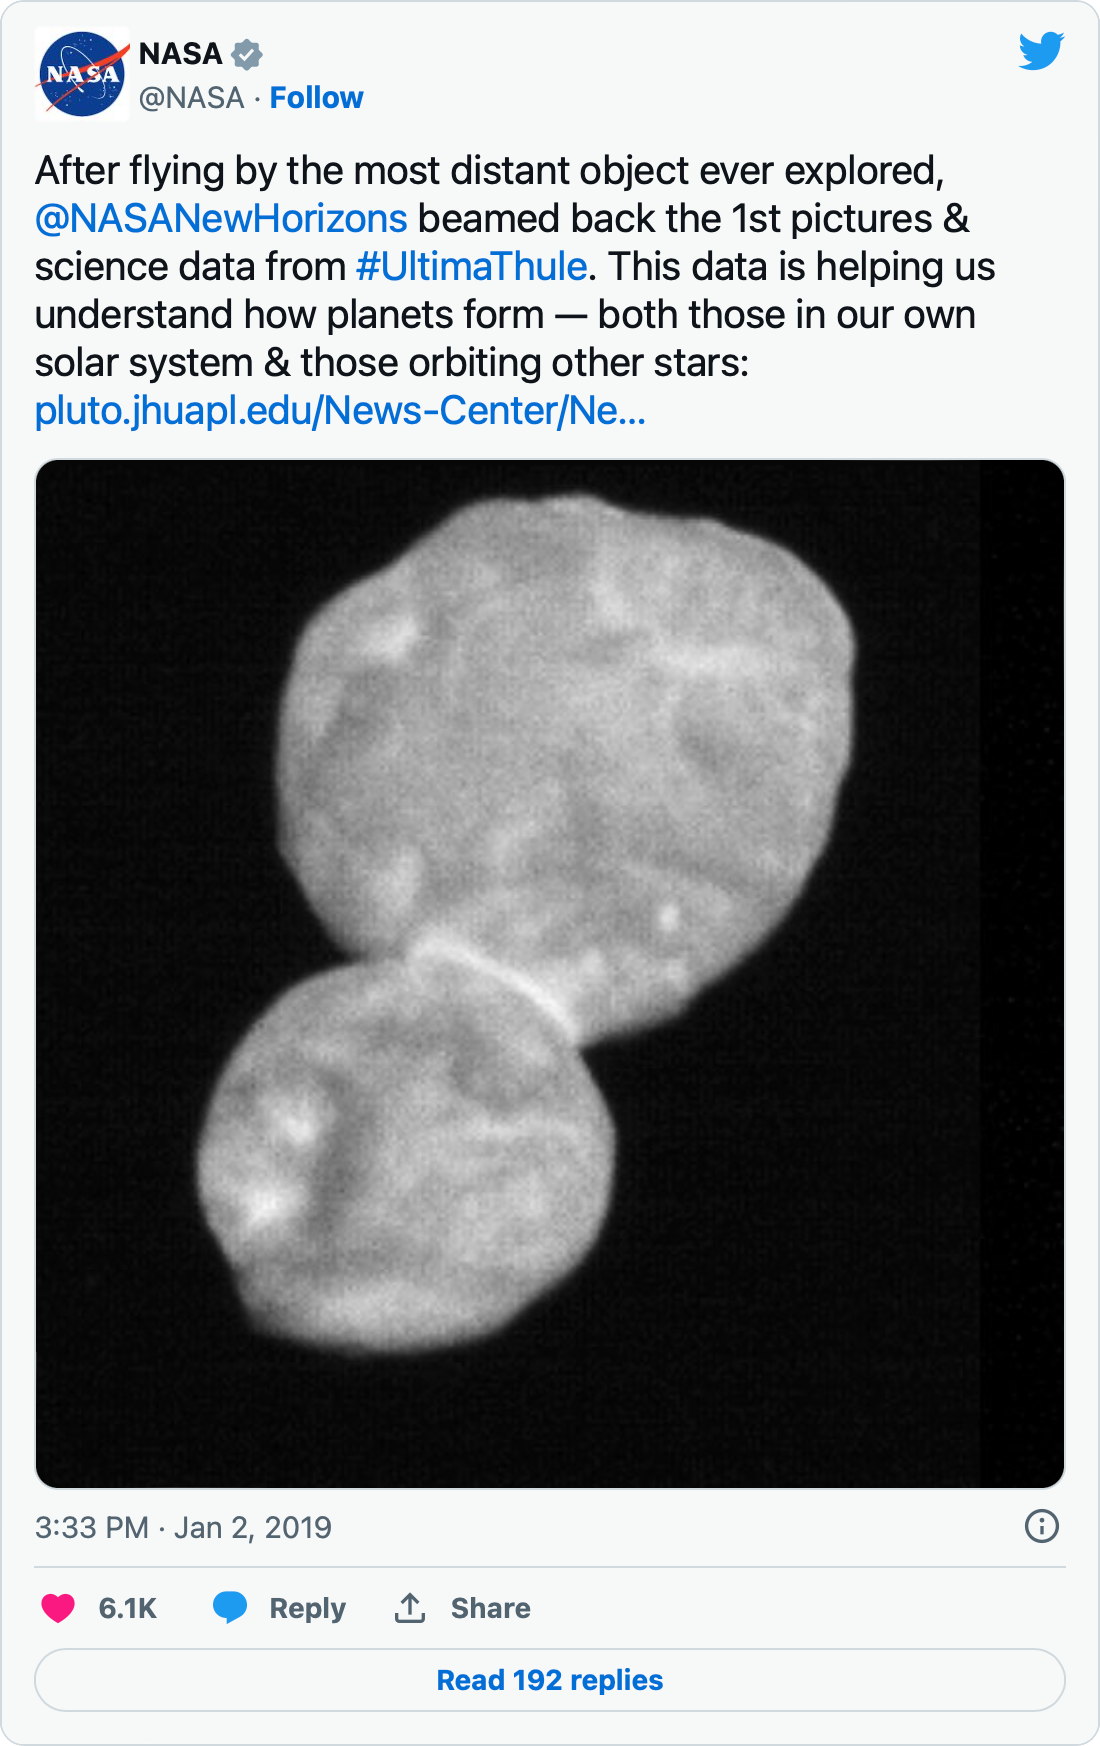 NASA
NASA
@NASA · Follow
After flying by the most distant object ever explored,
@NASANewHorizons beamed back the 1st pictures &
science data from #UltimaThule. This data is helping us
understand how planets form — both those in our own
solar system & those orbiting other stars:
pluto.jhuapl.edu/News-Center/Ne...
3:33 PM · Jan 2, 2019
6.1K Reply Share
Read 192 replies